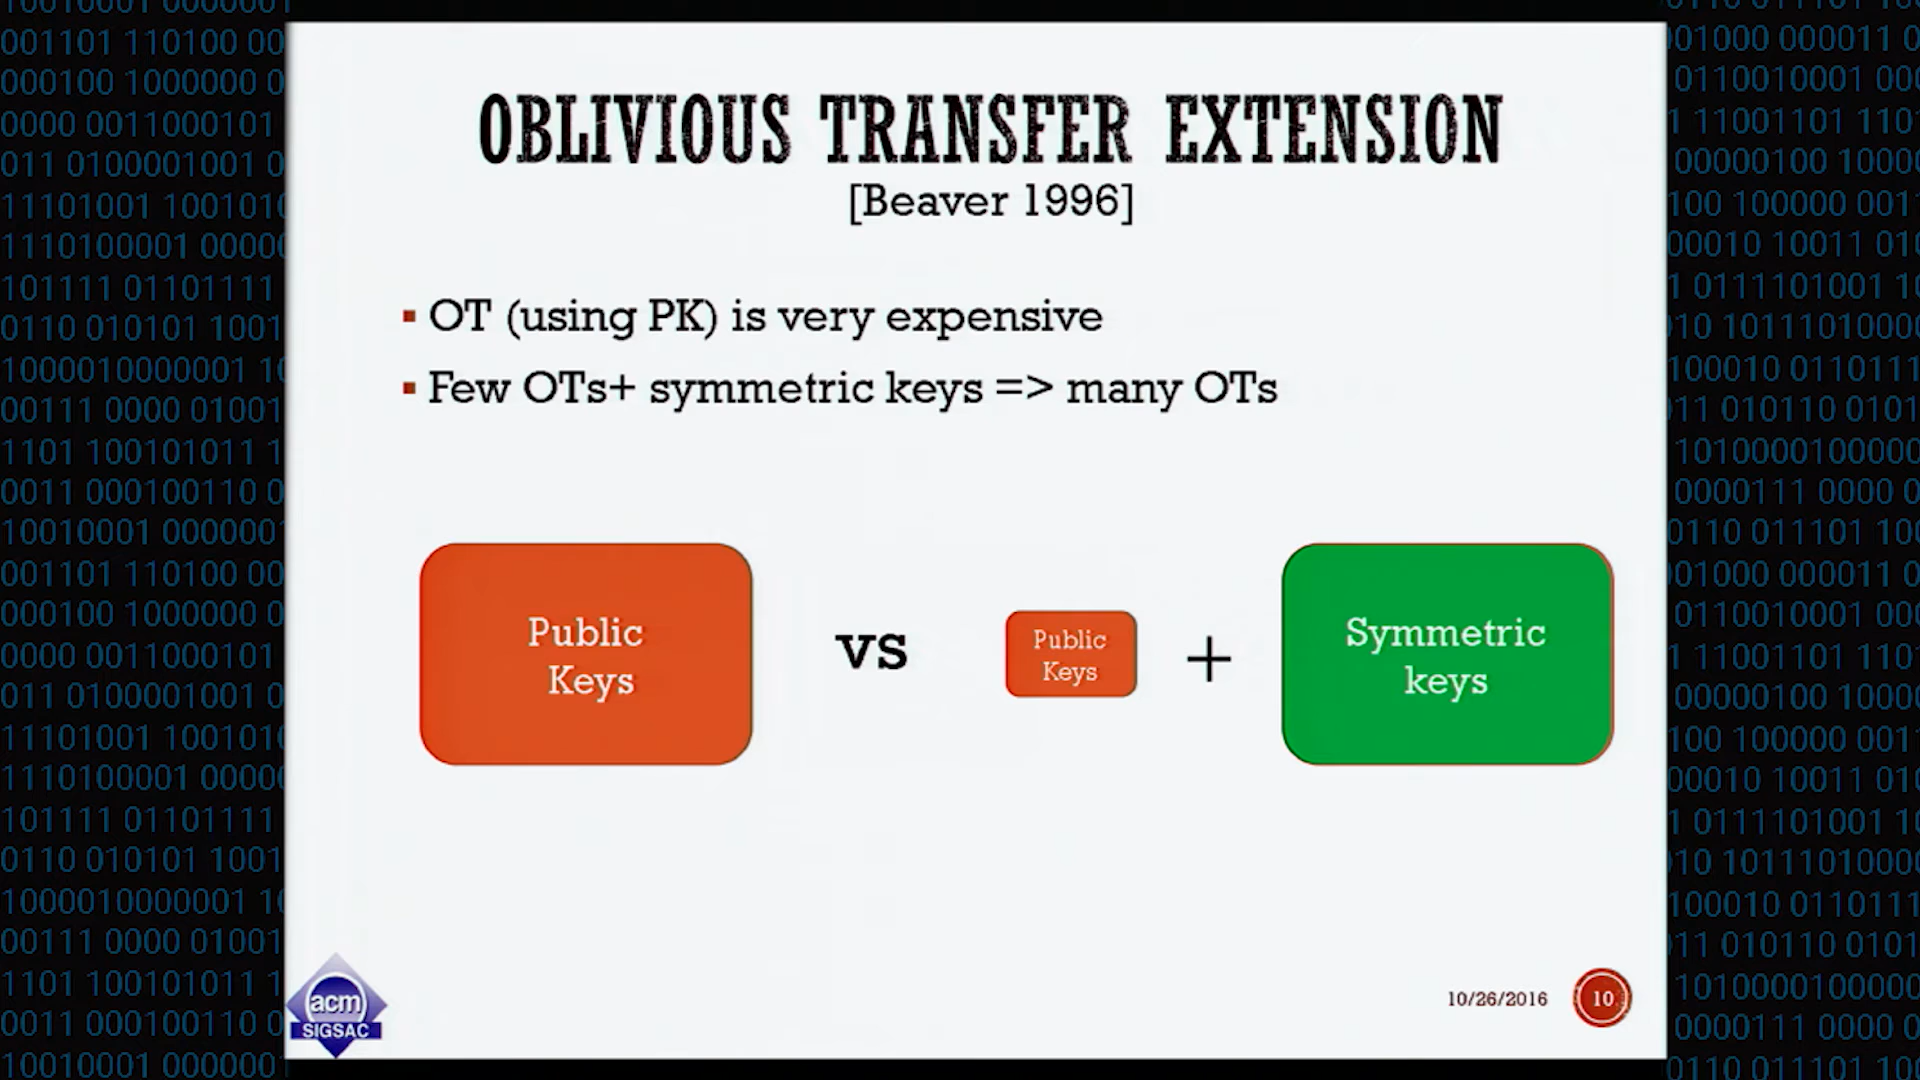 OBLIVIOUS TRANSFER EXTENSION
[Beaver 1996]
▪ OT (using PK) is very expensive
▪ Few OTs+ symmetric keys => many OTs
Public
Keys
vs
Public
Keys
+
Symmetric
keys
acm
SIGSAC
10/26/2016
10